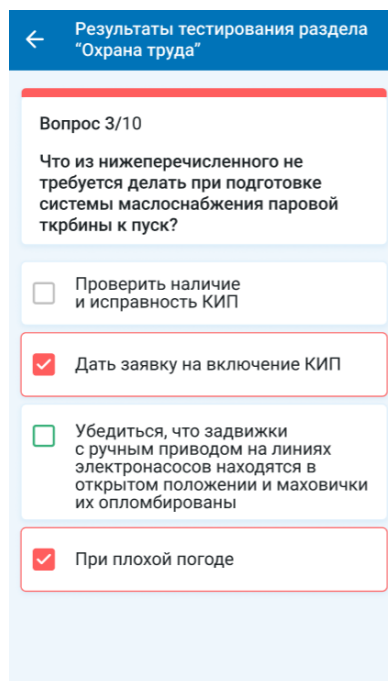 Результаты тестирования раздела
“Охрана труда”
Вопрос 3/10
Что из нижеперечисленного не
требуется делать при подготовке
системы маслоснабжения паровой
ткрбины к пуск?
Проверить наличие
и исправность КИП
Дать заявку на включение КИП
Убедиться, что задвижки
с ручным приводом на линиях
электронасосов находятся в
открытом положении и маховички
их опломбированы
При плохой погоде